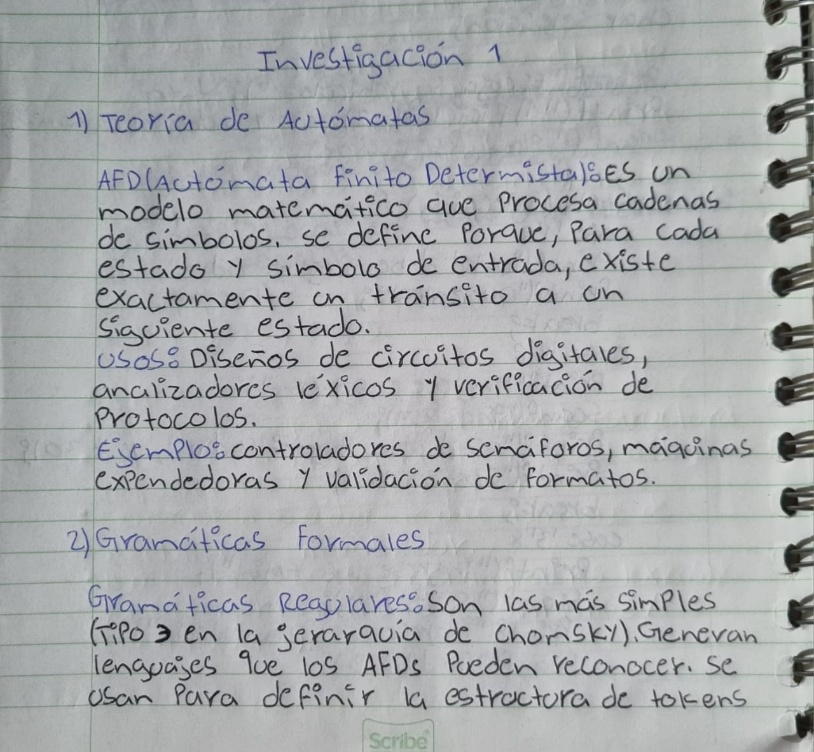 Investigación 1
1) Teoría de Autómatas
AFD(Autómata Finito Determista): Es un
modelo matemático que Procesa cadenas
de símbolos, se define Porque, Para cada
estado y símbolo de entrada, existe
exactamente un tránsito a un
siguiente estado.
Usos: Diseños de circuitos digitales,
analizadores léxicos y verificación de
Protocolos.
Ejemplo: controladores de semáforos, máquinas
expendedoras y validación de formatos.
2) Gramáticas Formales
Gramáticas Regulares: Son las más simples
(Tipo 3 en la jerarquía de Chomsky). Generan
lenguajes que los AFDs Pueden reconocer. Se
usan Para definir la estructura de tokens
Scribe